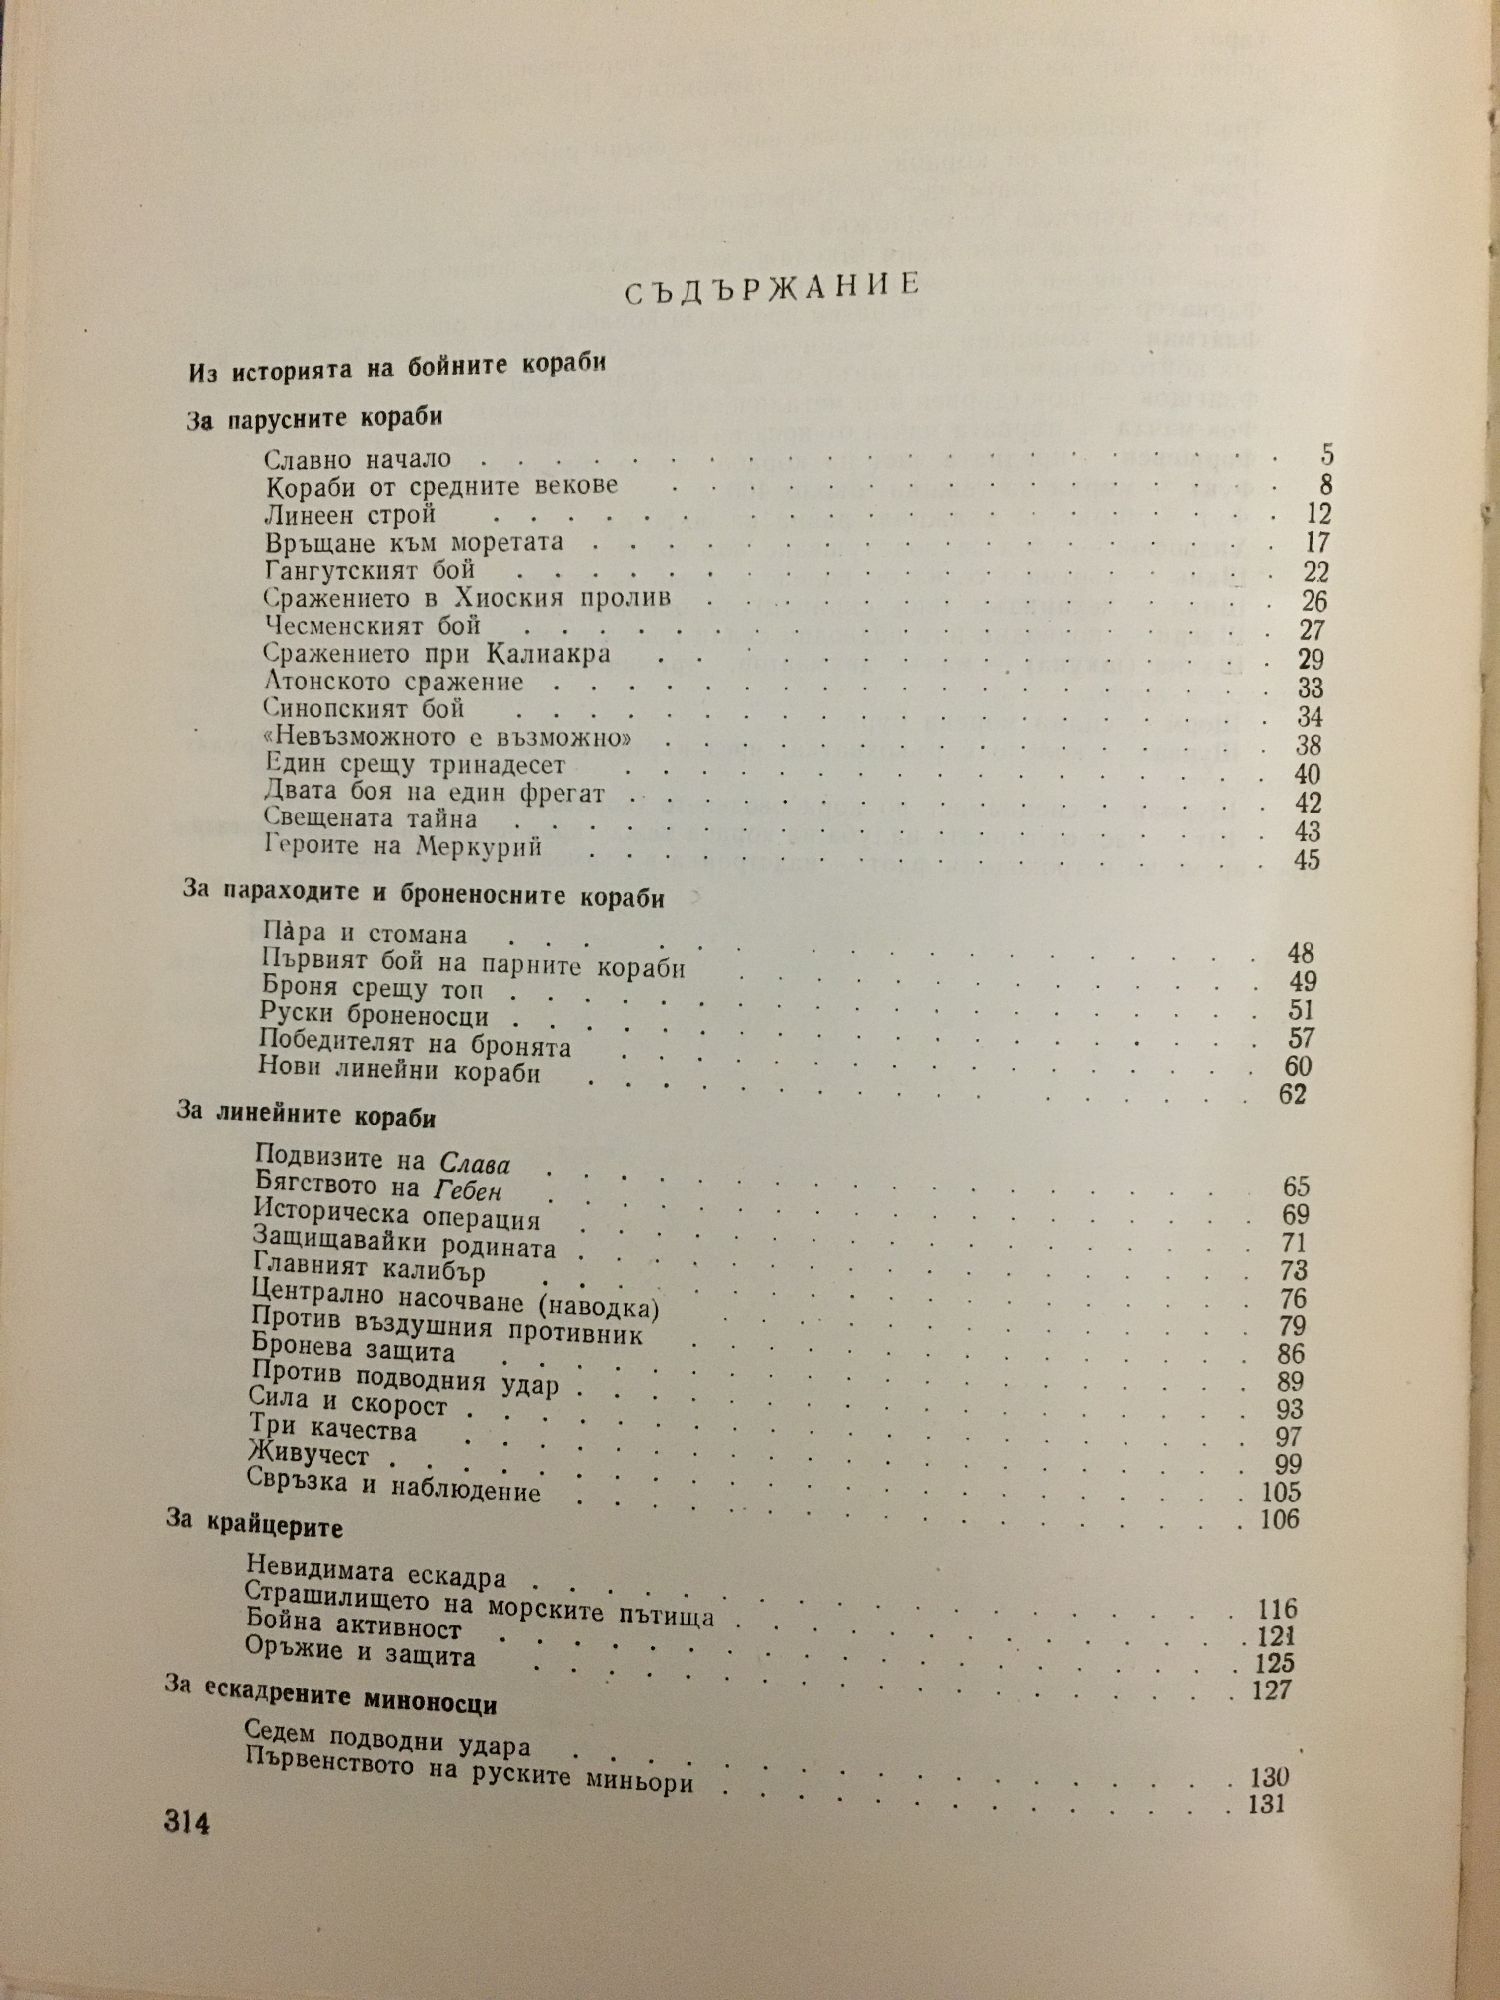 СЪДЪРЖАНИЕ
Из историята на бойните кораби
За парусните кораби
Славно начало . . . . . . . . . . 5
Кораби от средните векове . . . . . . . . . . 8
Линеен строй . . . . . . . . . . 12
Връщане към моретата . . . . . . . . . . 17
Гангутският бой . . . . . . . . . . 22
Сражението в Хиоския пролив . . . . . . . . . . 26
Чесменският бой . . . . . . . . . . 27
Сражението при Калиакра . . . . . . . . . . 29
Атонското сражение . . . . . . . . . . 33
Синопският бой . . . . . . . . . . 34
«Невъзможното е възможно» . . . . . . . . . . 38
Един срещу тринадесет . . . . . . . . . . 40
Двата боя на един фрегат . . . . . . . . . . 42
Свещената тайна . . . . . . . . . . 43
Героите на Меркурий . . . . . . . . . . 45
За параходите и броненосните кораби
Пàра и стомана . . . . . . . . . . 48
Първият бой на парните кораби . . . . . . . . . . 49
Броня срещу топ . . . . . . . . . . 51
Руски броненосци . . . . . . . . . . 57
Победителят на бронята . . . . . . . . . . 60
Нови линейни кораби . . . . . . . . . . 62
За линейните кораби
Подвизите на Слава . . . . . . . . . . 65
Бягството на Гебен . . . . . . . . . . 69
Историческа операция . . . . . . . . . . 71
Защищавайки родината . . . . . . . . . . 73
Главният калибър . . . . . . . . . . 76
Централно насочване (наводка) . . . . . . . . . . 79
Против въздушния противник . . . . . . . . . . 86
Бронева защита . . . . . . . . . . 89
Против подводния удар . . . . . . . . . . 93
Сила и скорост . . . . . . . . . . 97
Три качества . . . . . . . . . . 99
Живучест . . . . . . . . . . 105
Свръзка и наблюдение . . . . . . . . . . 106
За крайцерите
Невидимата ескадра . . . . . . . . . . 116
Страшилището на морските пътища . . . . . . . . . . 121
Бойна активност . . . . . . . . . . 125
Оръжие и защита . . . . . . . . . . 127
За ескадрените миноносци
Седем подводни удара . . . . . . . . . . 130
Първенството на руските миньори . . . . . . . . . . 131
314